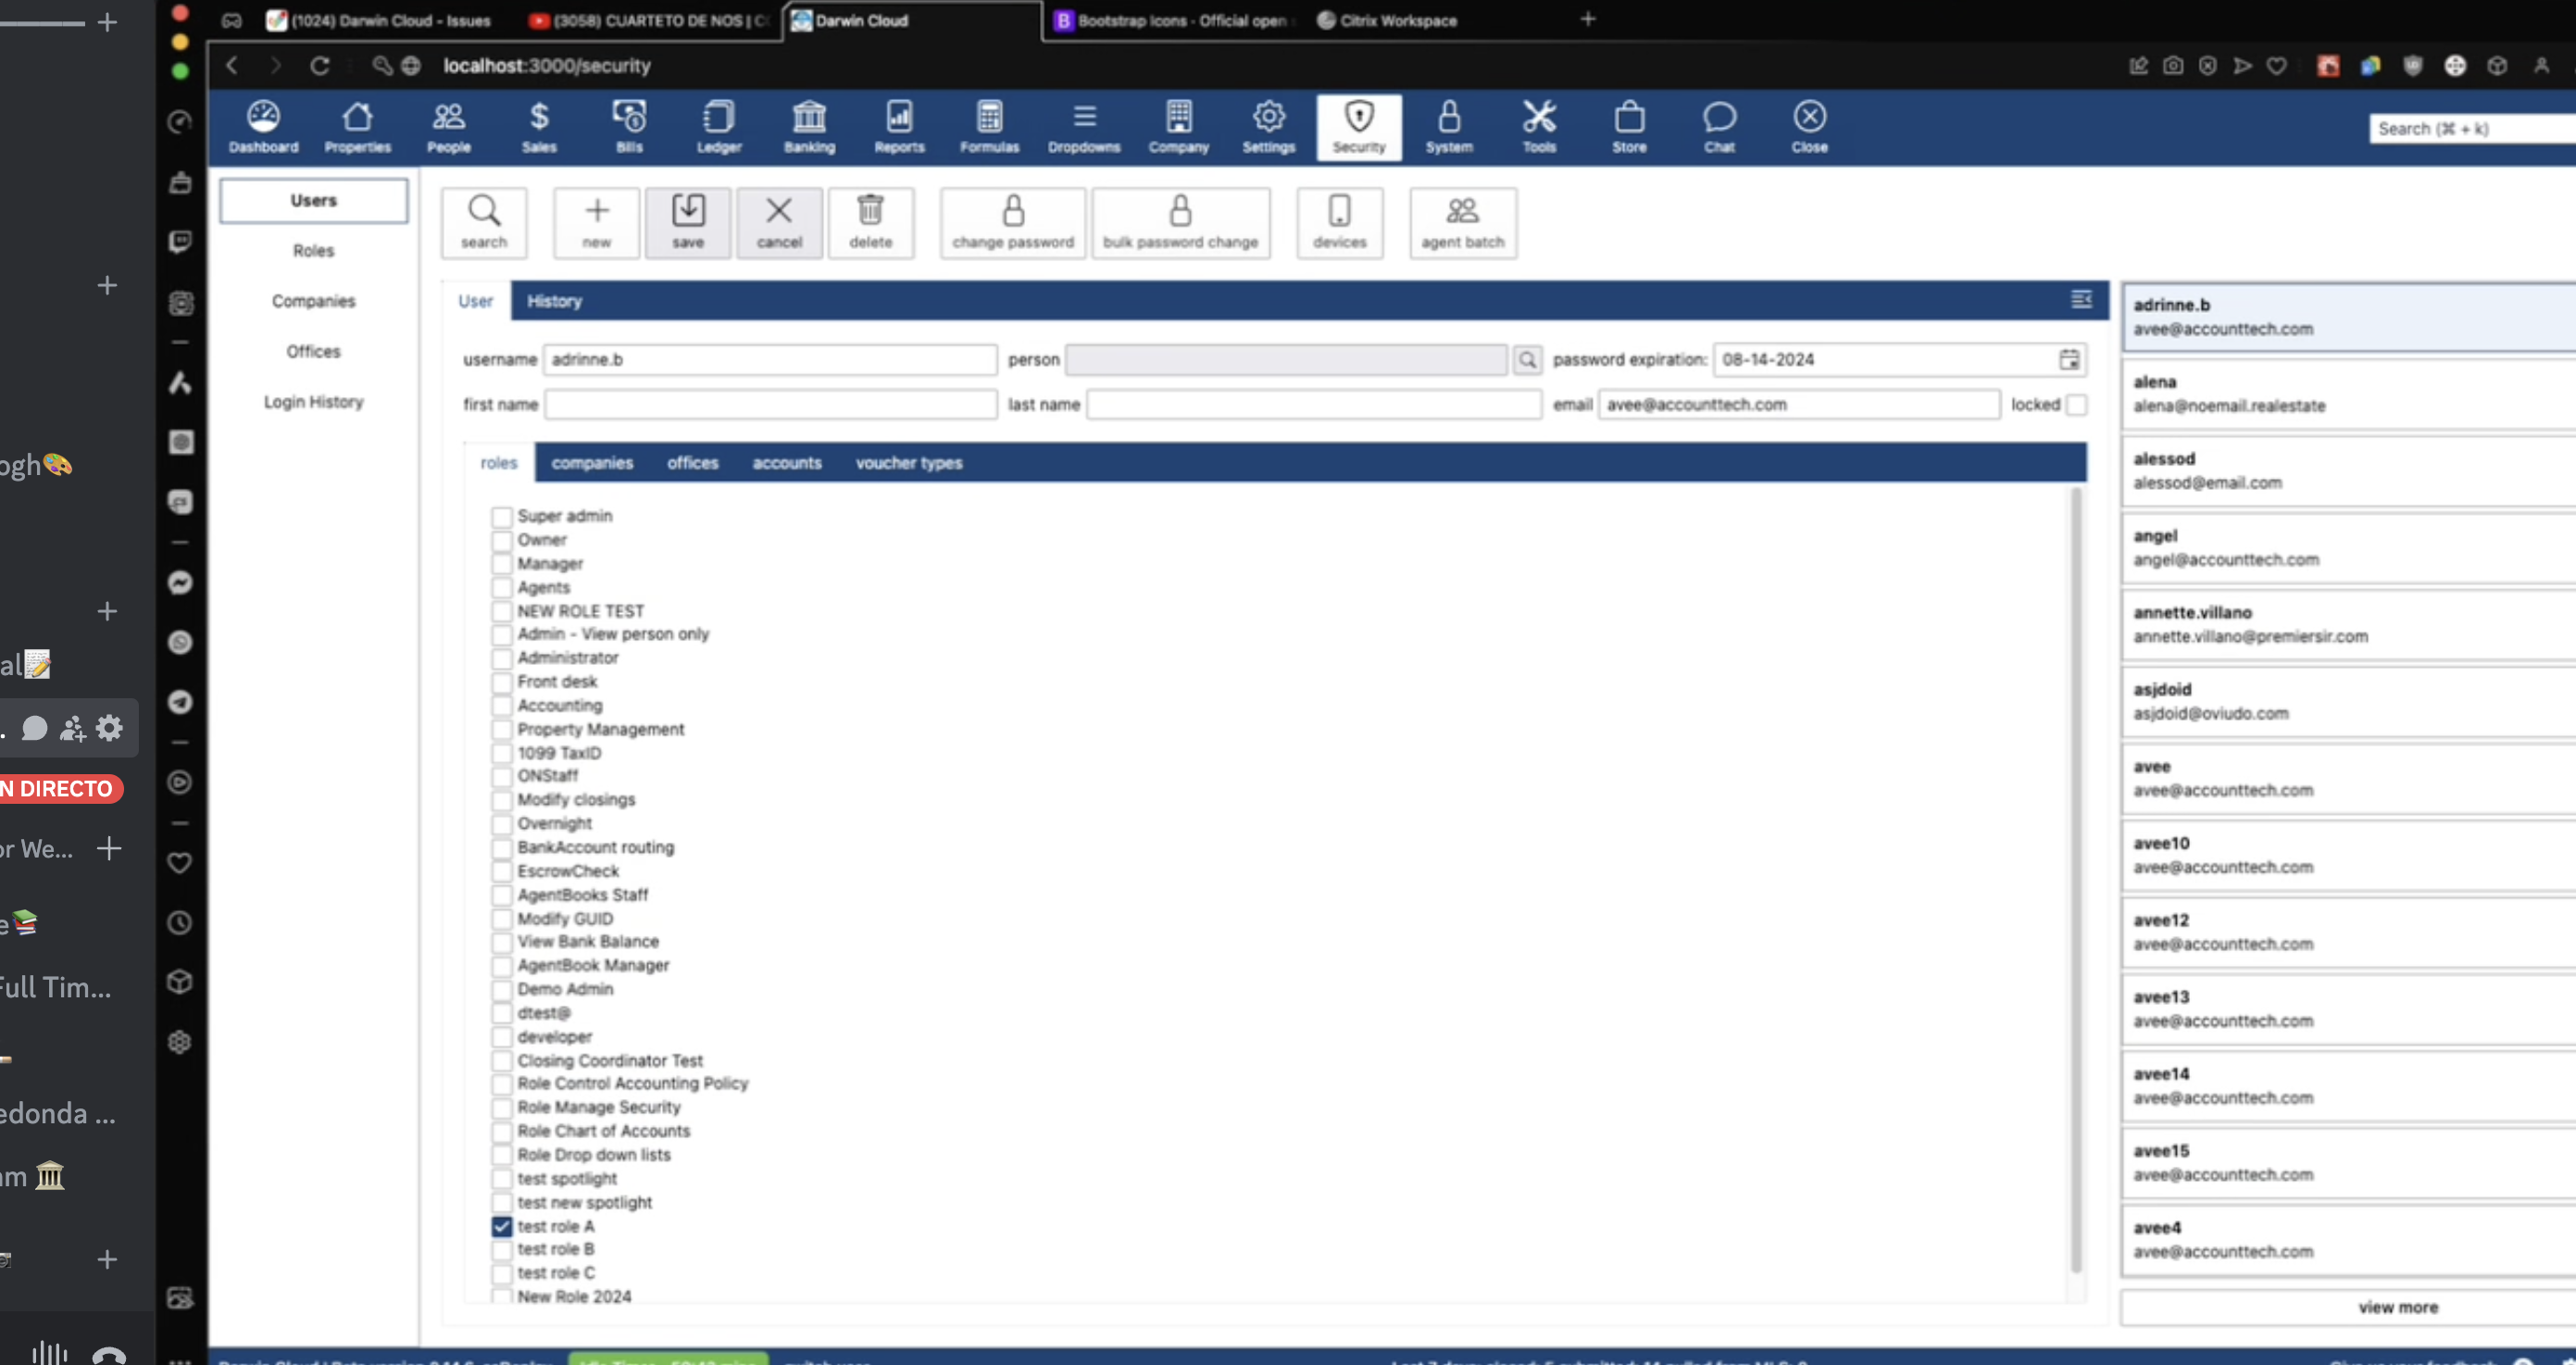 (1024) Darwin Cloud - Issues
(3058) CUARTETO DE NOS | C
Darwin Cloud
Bootstrap Icons - Official open
Citrix Workspace
localhost:3000/security
Dashboard
Properties
People
Sales
Bills
Ledger
Banking
Reports
Formulas
Dropdowns
Company
Settings
Security
System
Tools
Store
Chat
Close
Search (⌘ + k)
Users
Roles
Companies
Offices
Login History
search
new
save
cancel
delete
change password
bulk password change
devices
agent batch
User
History
username adrinne.b
person
password expiration: 08-14-2024
first name
last name
email avee@accounttech.com
locked
roles
companies
offices
accounts
voucher types
Super admin
Owner
Manager
Agents
NEW ROLE TEST
Admin - View person only
Administrator
Front desk
Accounting
Property Management
1099 TaxID
ONStaff
Modify closings
Overnight
BankAccount routing
EscrowCheck
AgentBooks Staff
Modify GUID
View Bank Balance
AgentBook Manager
Demo Admin
dtest@
developer
Closing Coordinator Test
Role Control Accounting Policy
Role Manage Security
Role Chart of Accounts
Role Drop down lists
test spotlight
test new spotlight
test role A
test role B
test role C
New Role 2024
adrinne.b
avee@accounttech.com
alena
alena@noemail.realestate
alessod
alessod@email.com
angel
angel@accounttech.com
annette.villano
annette.villano@premiersir.com
asjdoid
asjdoid@oviudo.com
avee
avee@accounttech.com
avee10
avee@accounttech.com
avee12
avee@accounttech.com
avee13
avee@accounttech.com
avee14
avee@accounttech.com
avee15
avee@accounttech.com
avee4
avee@accounttech.com
view more
ogh
al
N DIRECTO
or We...
e
Full Tim...
edonda ...
am